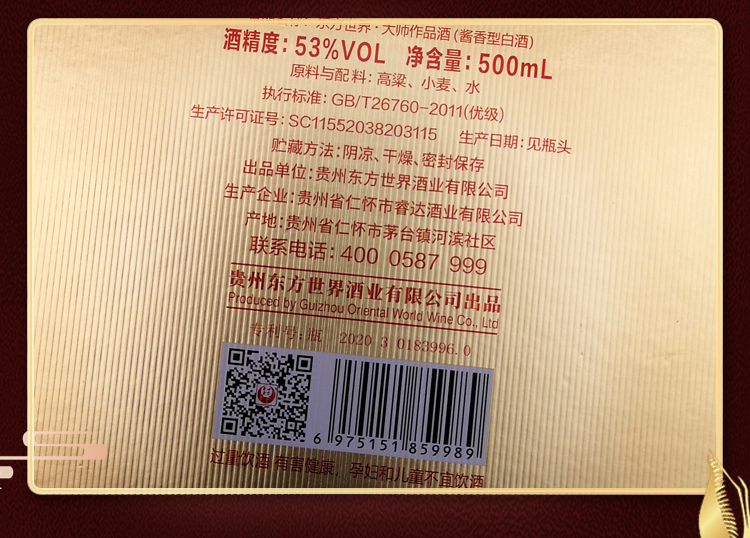 东方世界·大师作品酒(酱香型白酒)
酒精度:53%VOL 净含量:500mL
原料与配料:高粱、小麦、水
执行标准:GB/T26760-2011(优级)
生产许可证号:SC11552038203115 生产日期:见瓶头
贮藏方法:阴凉、干燥、密封保存
出品单位:贵州东方世界酒业有限公司
生产企业:贵州省仁怀市睿达酒业有限公司
产地:贵州省仁怀市茅台镇河滨社区
联系电话:400 0587 999
贵州东方世界酒业有限公司出品
Produced by Guizhou Oriental World Wine Co., Ltd
专利号:瓶 2020 3 0183996.0
6 975151 859989
过量饮酒 有害健康，孕妇和儿童不宜饮酒